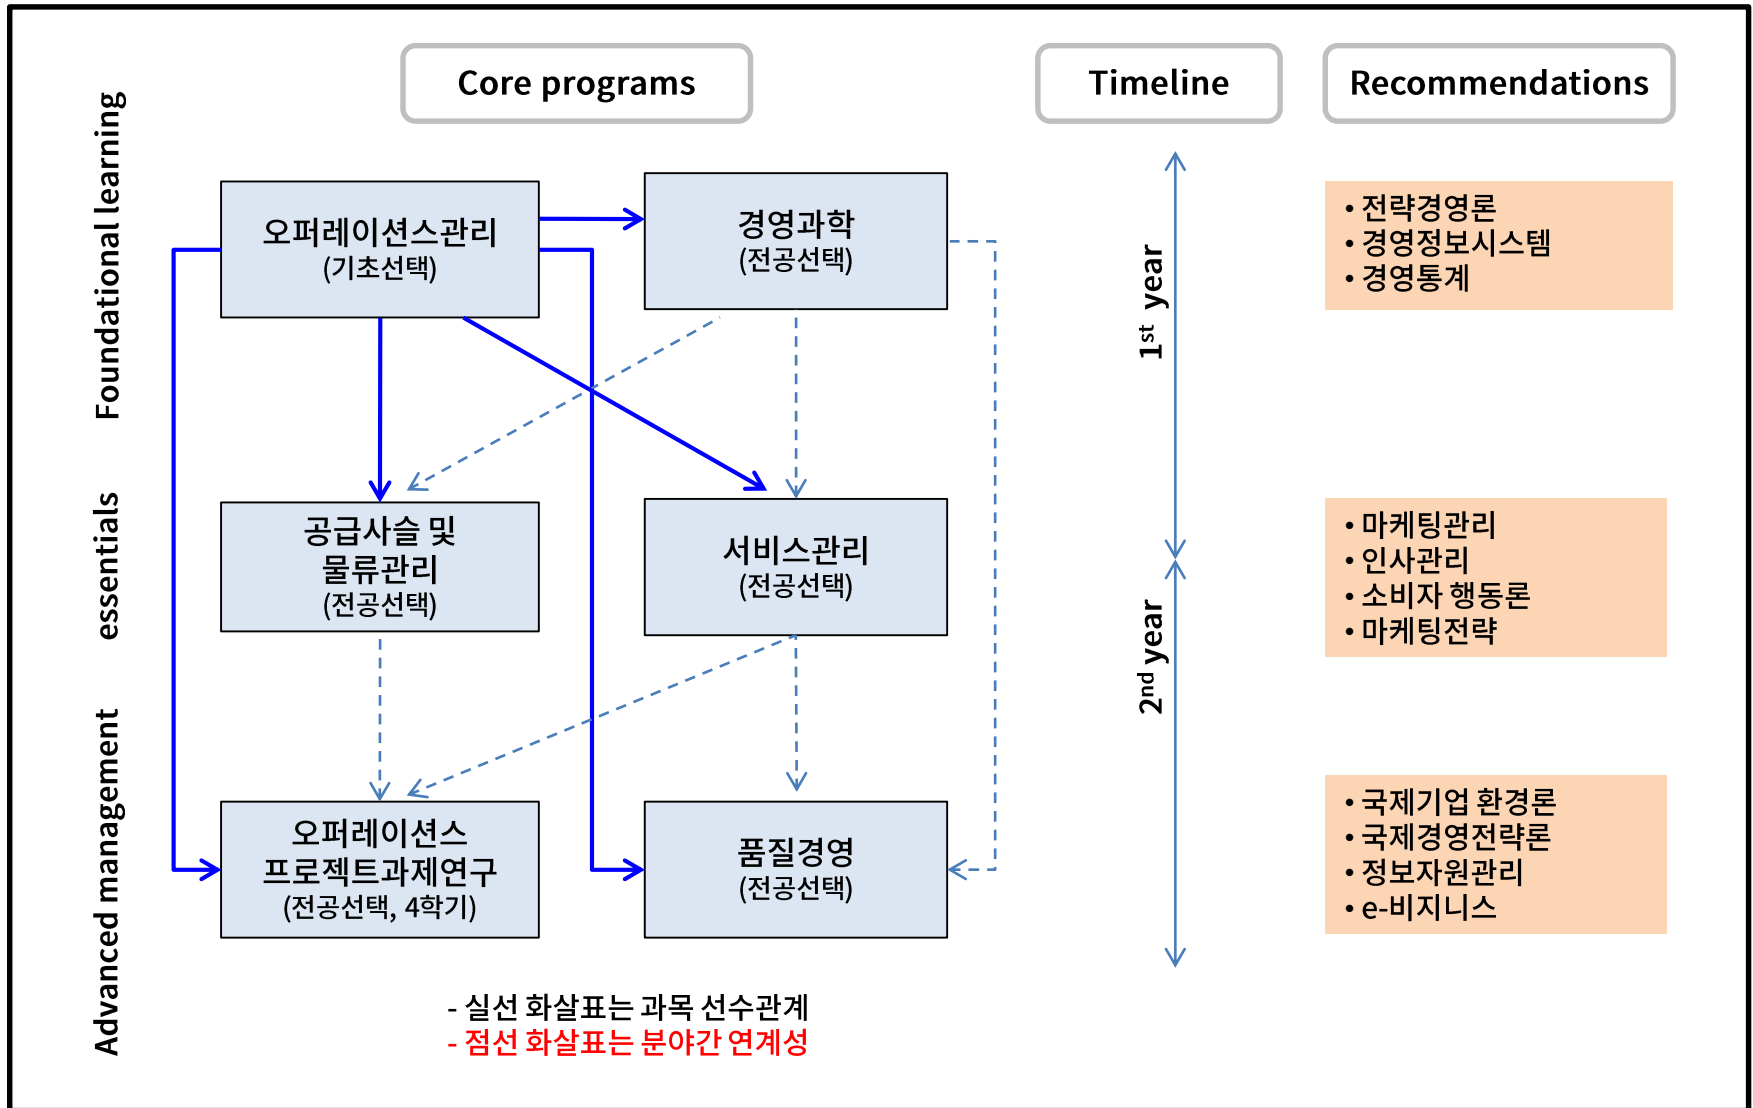 Core programs
Timeline
Recommendations
Foundational learning
오퍼레이션스관리
(기초선택)
경영과학
(전공선택)
1st year
• 전략경영론
• 경영정보시스템
• 경영통계
essentials
공급사슬 및
물류관리
(전공선택)
서비스관리
(전공선택)
2nd year
• 마케팅관리
• 인사관리
• 소비자 행동론
• 마케팅전략
Advanced management
오퍼레이션스
프로젝트과제연구
(전공선택, 4학기)
품질경영
(전공선택)
• 국제기업 환경론
• 국제경영전략론
• 정보자원관리
• e-비지니스
- 실선 화살표는 과목 선수관계
- 점선 화살표는 분야간 연계성